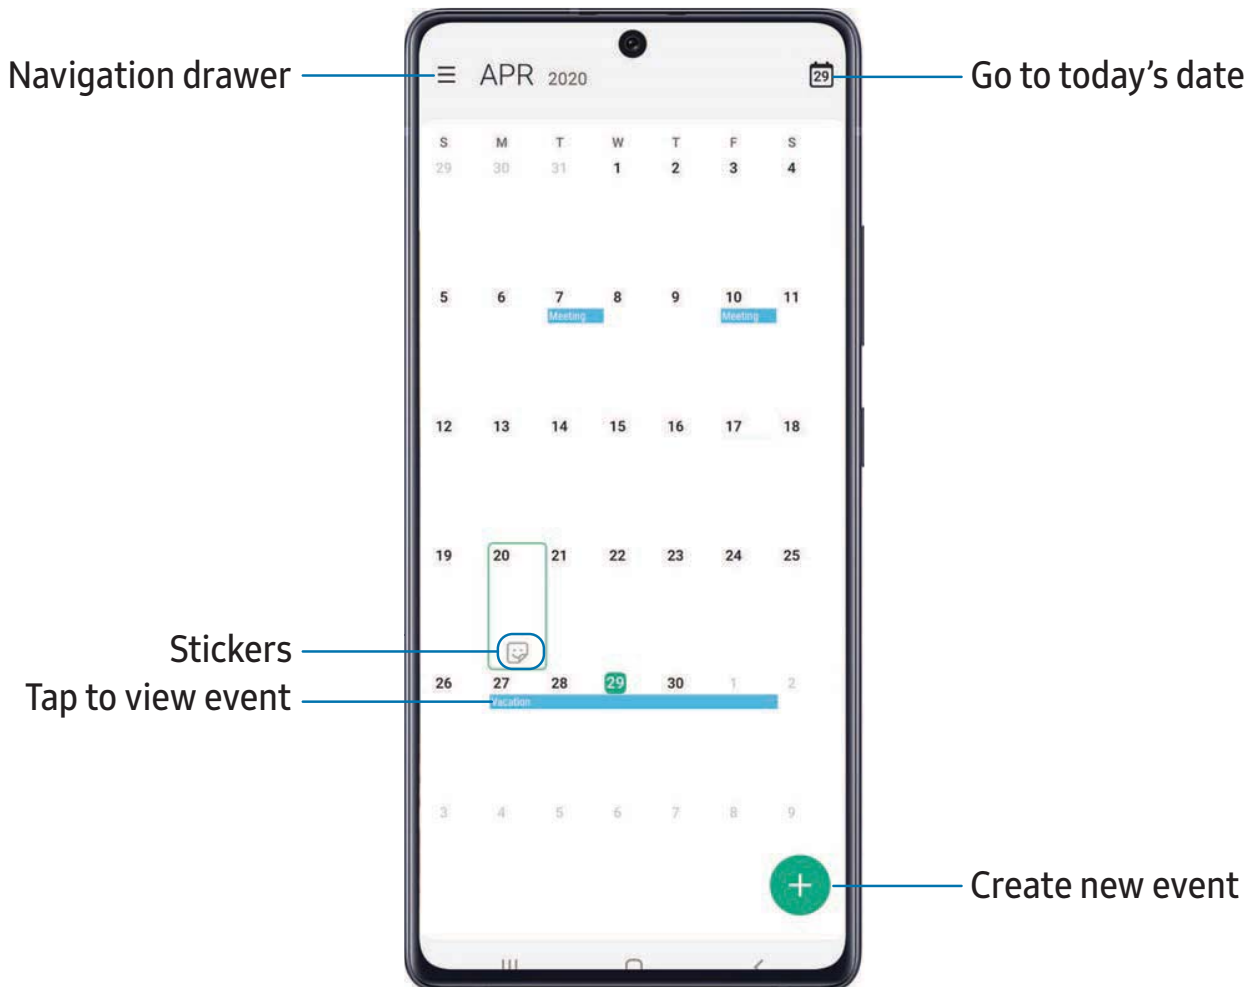 Navigation drawer
APR 2020
29
Go to today's date
S M T W T F S
29 30 31 1 2 3 4
5 6 7 8 9 10 11
Meeting Meeting
12 13 14 15 16 17 18
19 20 21 22 23 24 25
Stickers
26 27 28 29 30 1 2
Tap to view event
Vacation
3 4 5 6 7 8 9
Create new event